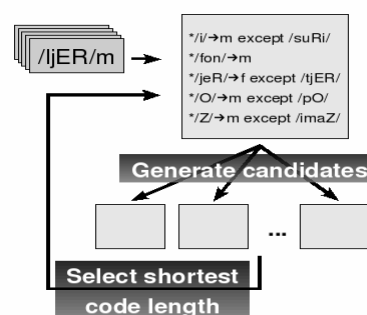 /ljER/m
*/i/→m except /suRi/
*/fon/→m
*/jeR/→f except /tjER/
*/O/→m except /pO/
*/Z/→m except /imaZ/
Generate candidates
...
Select shortest
code length